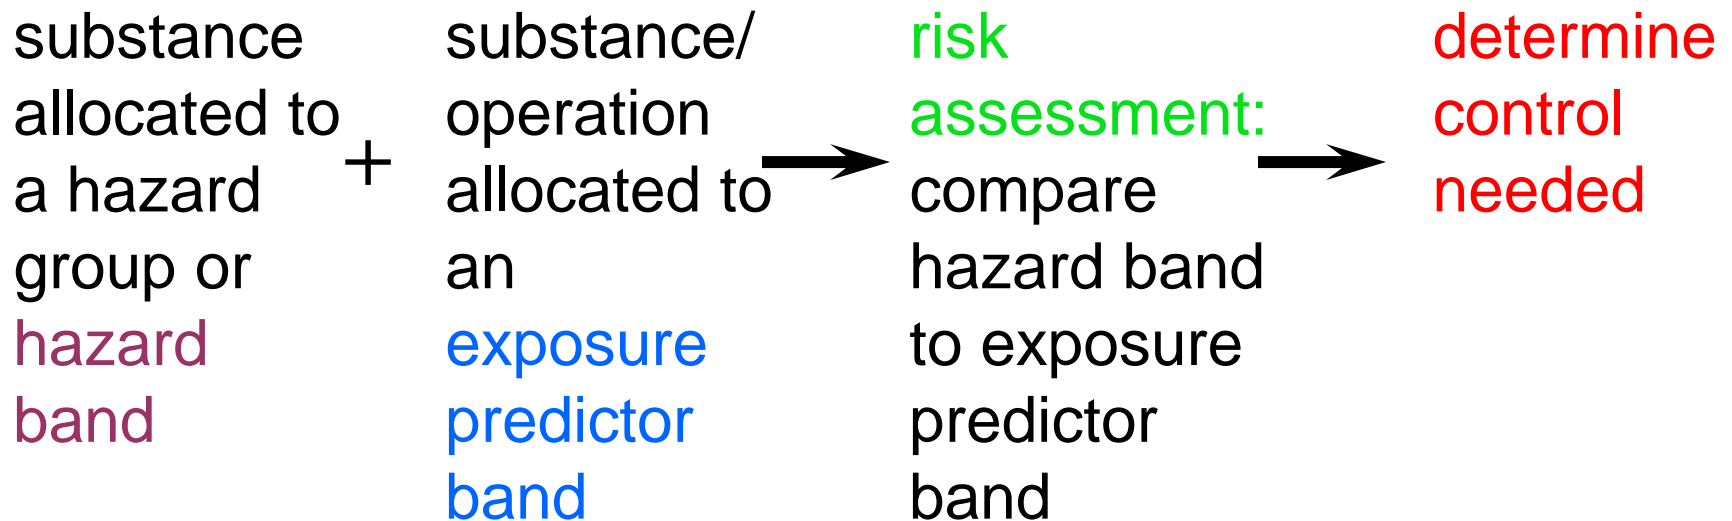 substance
allocated to
a hazard
group or
hazard
band
+
substance/
operation
allocated to
an
exposure
predictor
band
risk
assessment:
compare
hazard band
to exposure
predictor
band
determine
control
needed